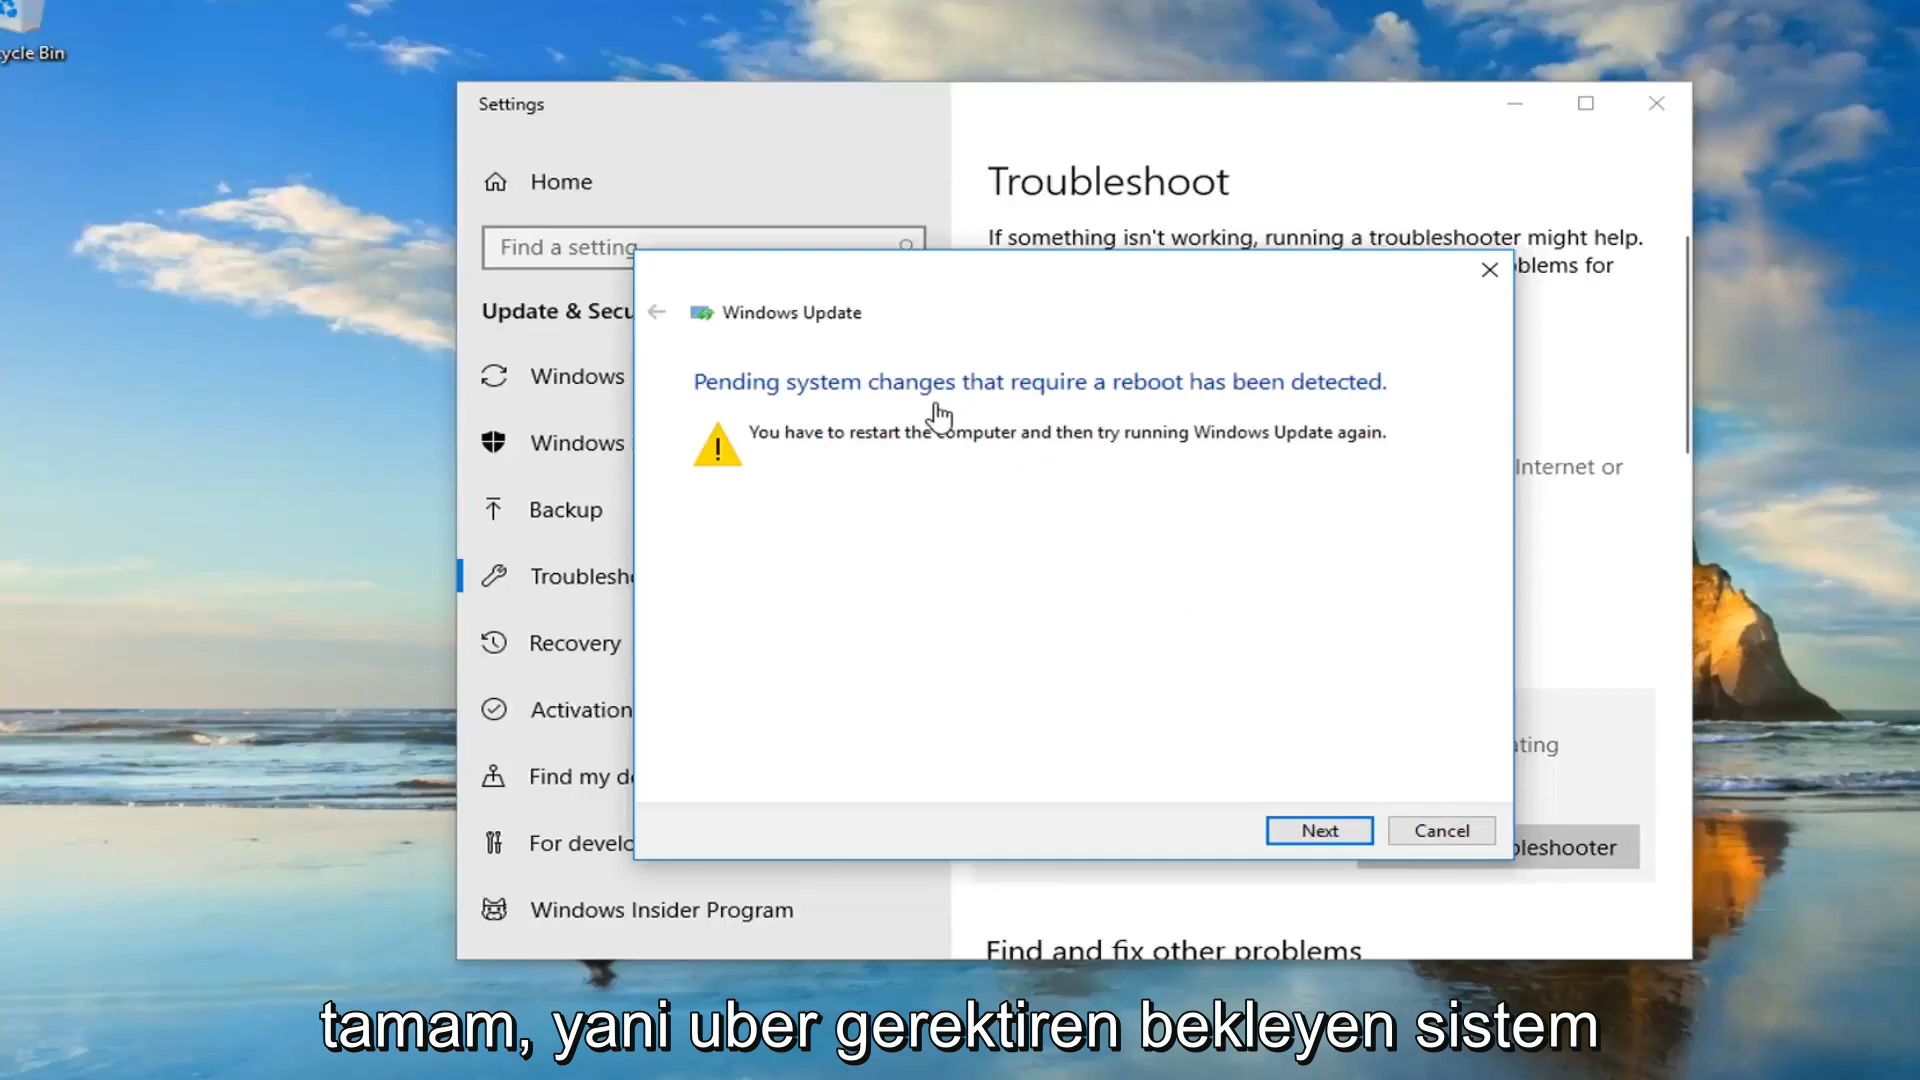 ycle Bin
Settings
Home
Find a setting
Update & Secu
Windows
Windows
Backup
Troublesh
Recovery
Activation
Find my d
For develo
Windows Insider Program
Troubleshoot
If something isn't working, running a troubleshooter might help.
blems for
Internet or
ating
bleshooter
Find and fix other problems
Windows Update
Pending system changes that require a reboot has been detected.
You have to restart the computer and then try running Windows Update again.
Next
Cancel
tamam, yani uber gerektiren bekleyen sistem